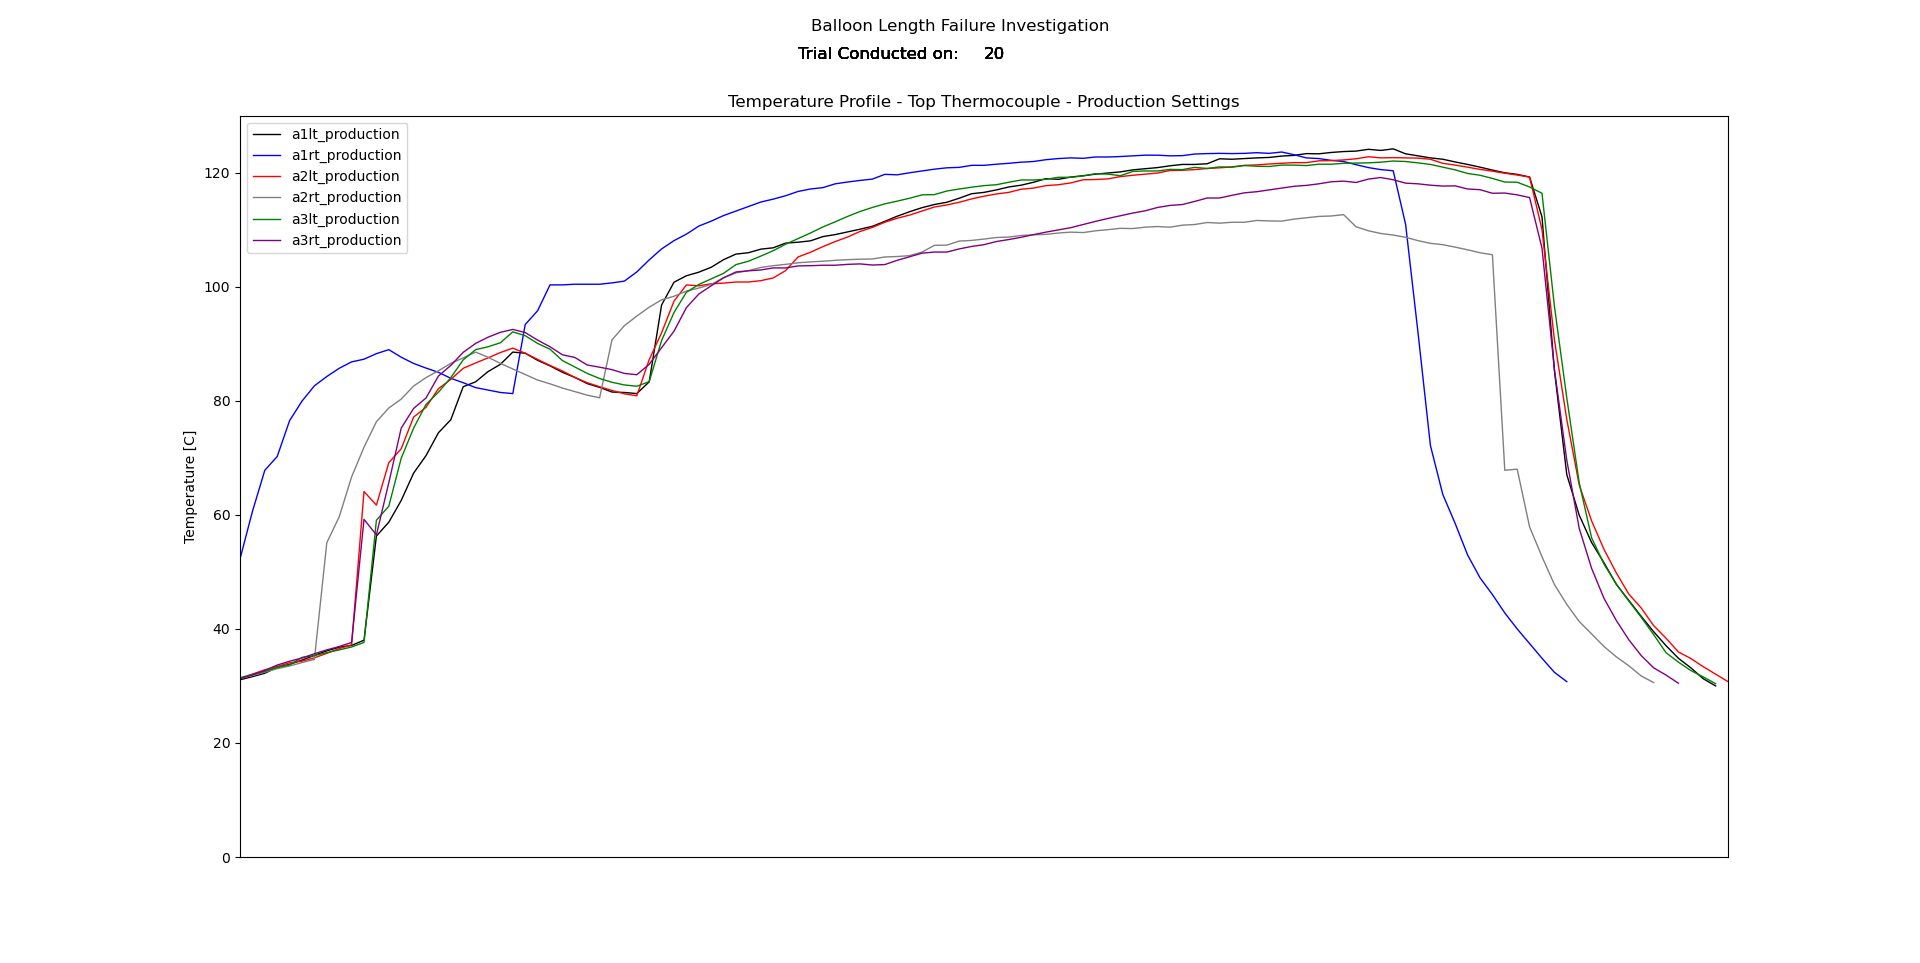 Balloon Length Failure Investigation
Trial Conducted on: 20
Temperature Profile - Top Thermocouple - Production Settings
a1lt_production
a1rt_production
a2lt_production
a2rt_production
a3lt_production
a3rt_production
120
100
80
60
40
20
0
Temperature [C]